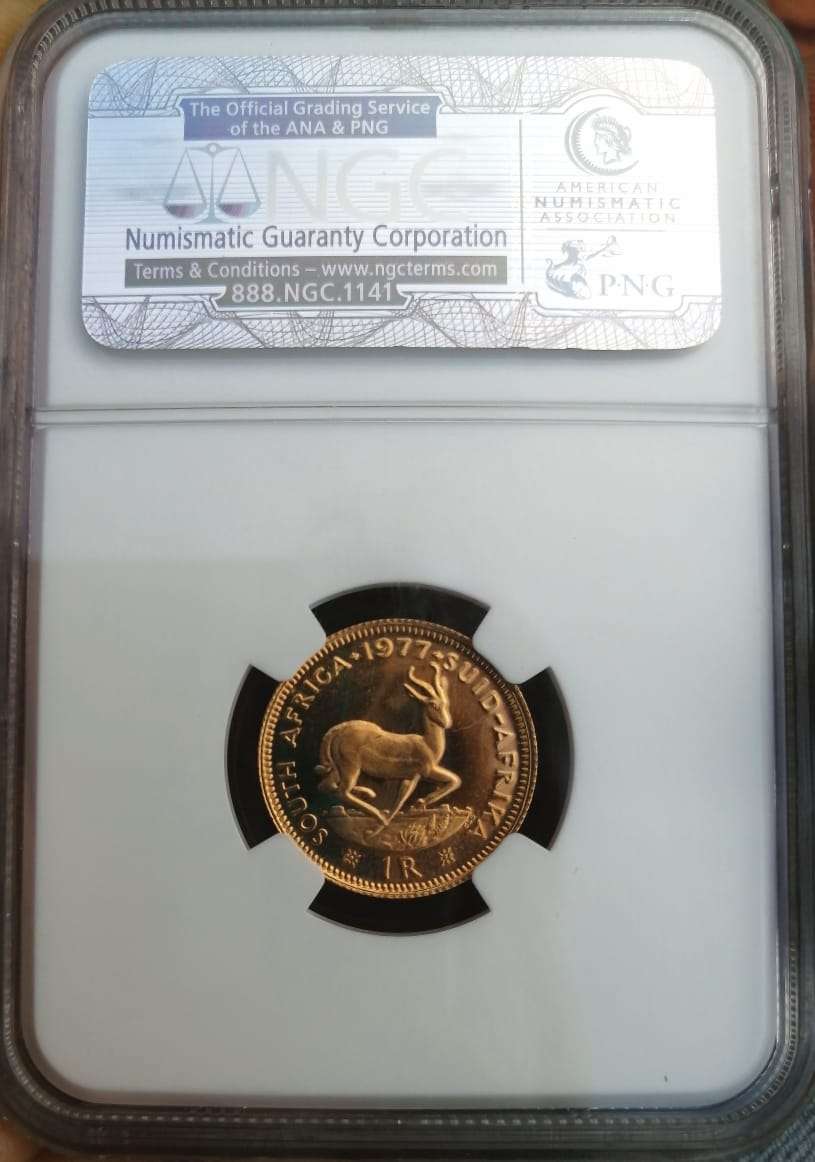 The Official Grading Service
of the ANA & PNG
NGC
Numismatic Guaranty Corporation
Terms & Conditions – www.ngcterms.com
888.NGC.1141
AMERICAN
NUMISMATIC
ASSOCIATION
P·N·G
SOUTH AFRICA · 1977 · SUID-AFRIKA
1R